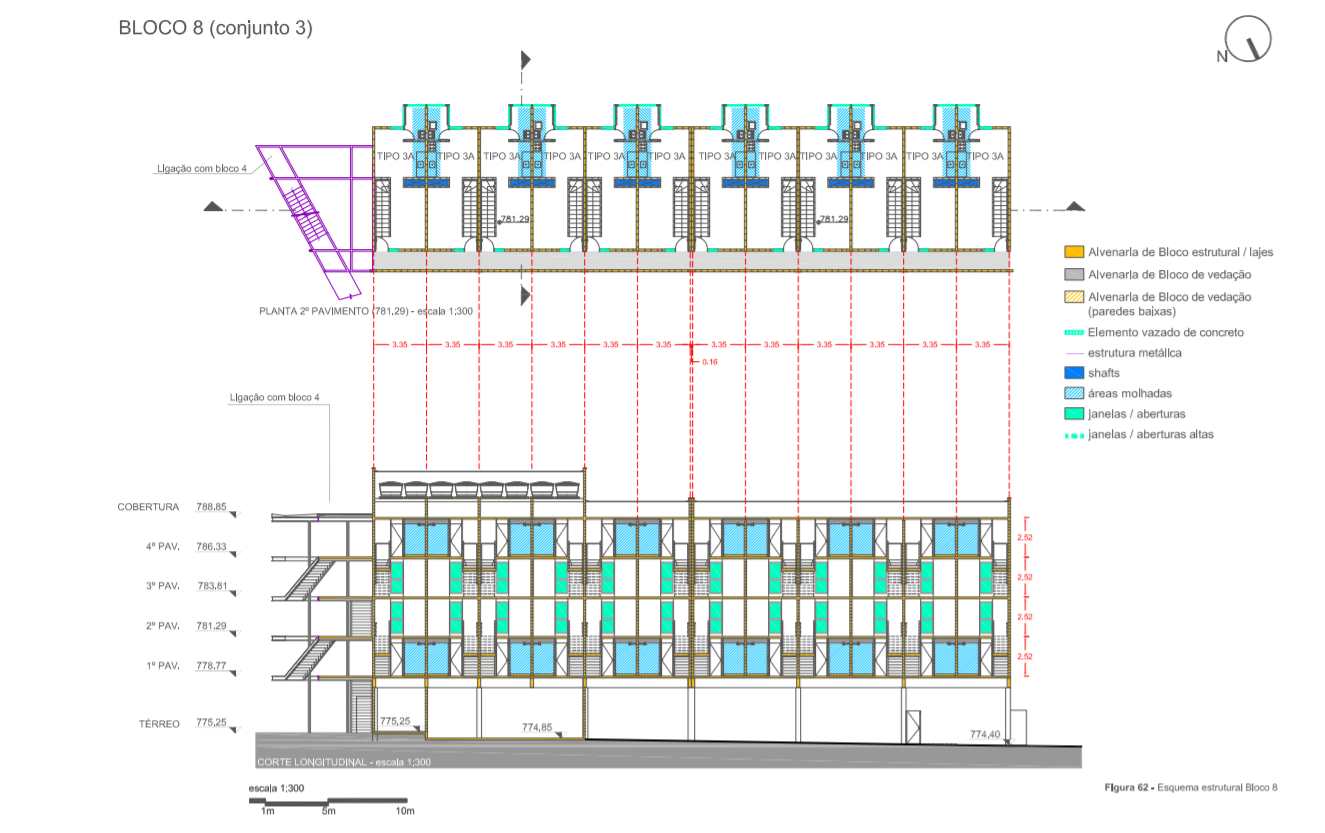 BLOCO 8 (conjunto 3)
N
Ligação com bloco 4
TIPO 3A TIPO 3A TIPO 3A TIPO 3A TIPO 3A TIPO 3A TIPO 3A TIPO 3A TIPO 3A TIPO 3A TIPO 3A TIPO 3A
781,29 781,29
PLANTA 2º PAVIMENTO (781,29) - escala 1:300
Alvenaria de Bloco estrutural / lajes
Alvenaria de Bloco de vedação
Alvenaria de Bloco de vedação
(paredes baixas)
Elemento vazado de concreto
estrutura metálica
shafts
áreas molhadas
janelas / aberturas
janelas / aberturas altas
3.35 3.35 3.35 3.35 3.35 3.35 3.35 3.35 3.35 3.35 3.35 3.35
0.16
Ligação com bloco 4
COBERTURA 788.85
4º PAV. 786.33
3º PAV. 783.81
2º PAV. 781.29
1º PAV. 778.77
TÉRREO 775,25
2,52
2,52
2,52
2,52
775,25
774,85
774,40
CORTE LONGITUDINAL - escala 1:300
escala 1:300
1m 5m 10m
Figura 62 - Esquema estrutural Bloco 8